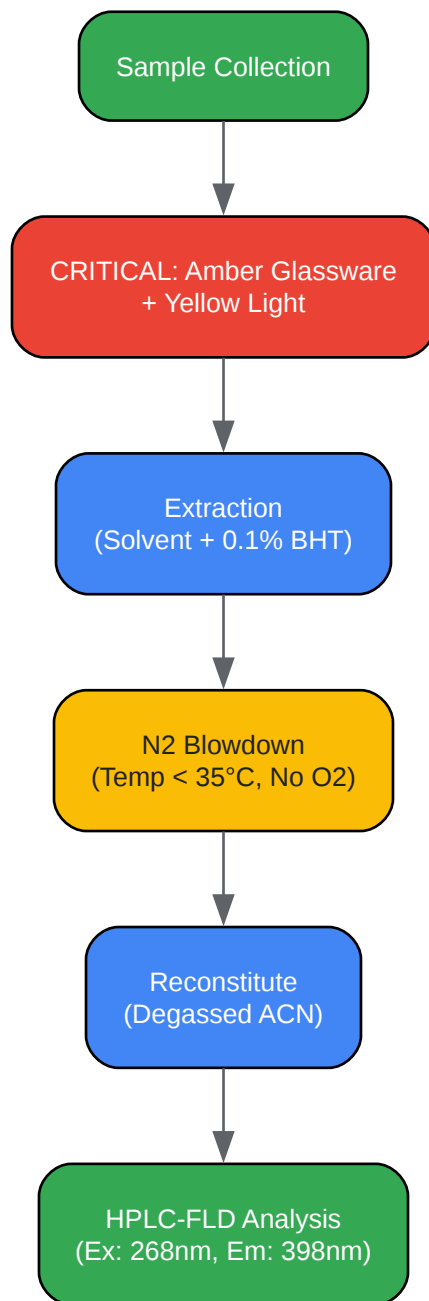 Sample Collection
CRITICAL: Amber Glassware
+ Yellow Light
Extraction
(Solvent + 0.1% BHT)
N2 Blowdown
(Temp < 35°C, No O2)
Reconstitute
(Degassed ACN)
HPLC-FLD Analysis
(Ex: 268nm, Em: 398nm)